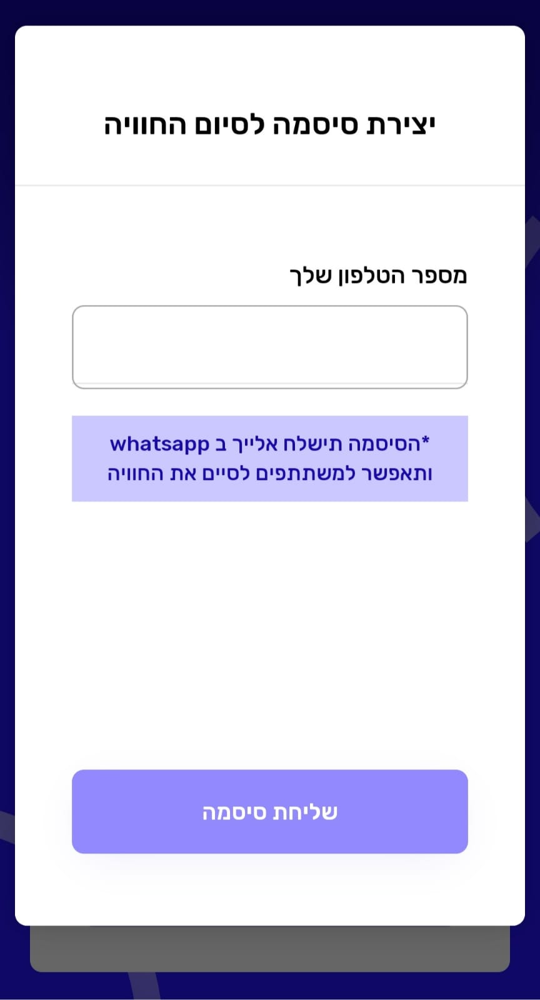 יצירת סיסמה לסיום החוויה
מספר הטלפון שלך
*הסיסמה תישלח אלייך ב whatsapp
ותאפשר למשתתפים לסיים את החוויה
שליחת סיסמה